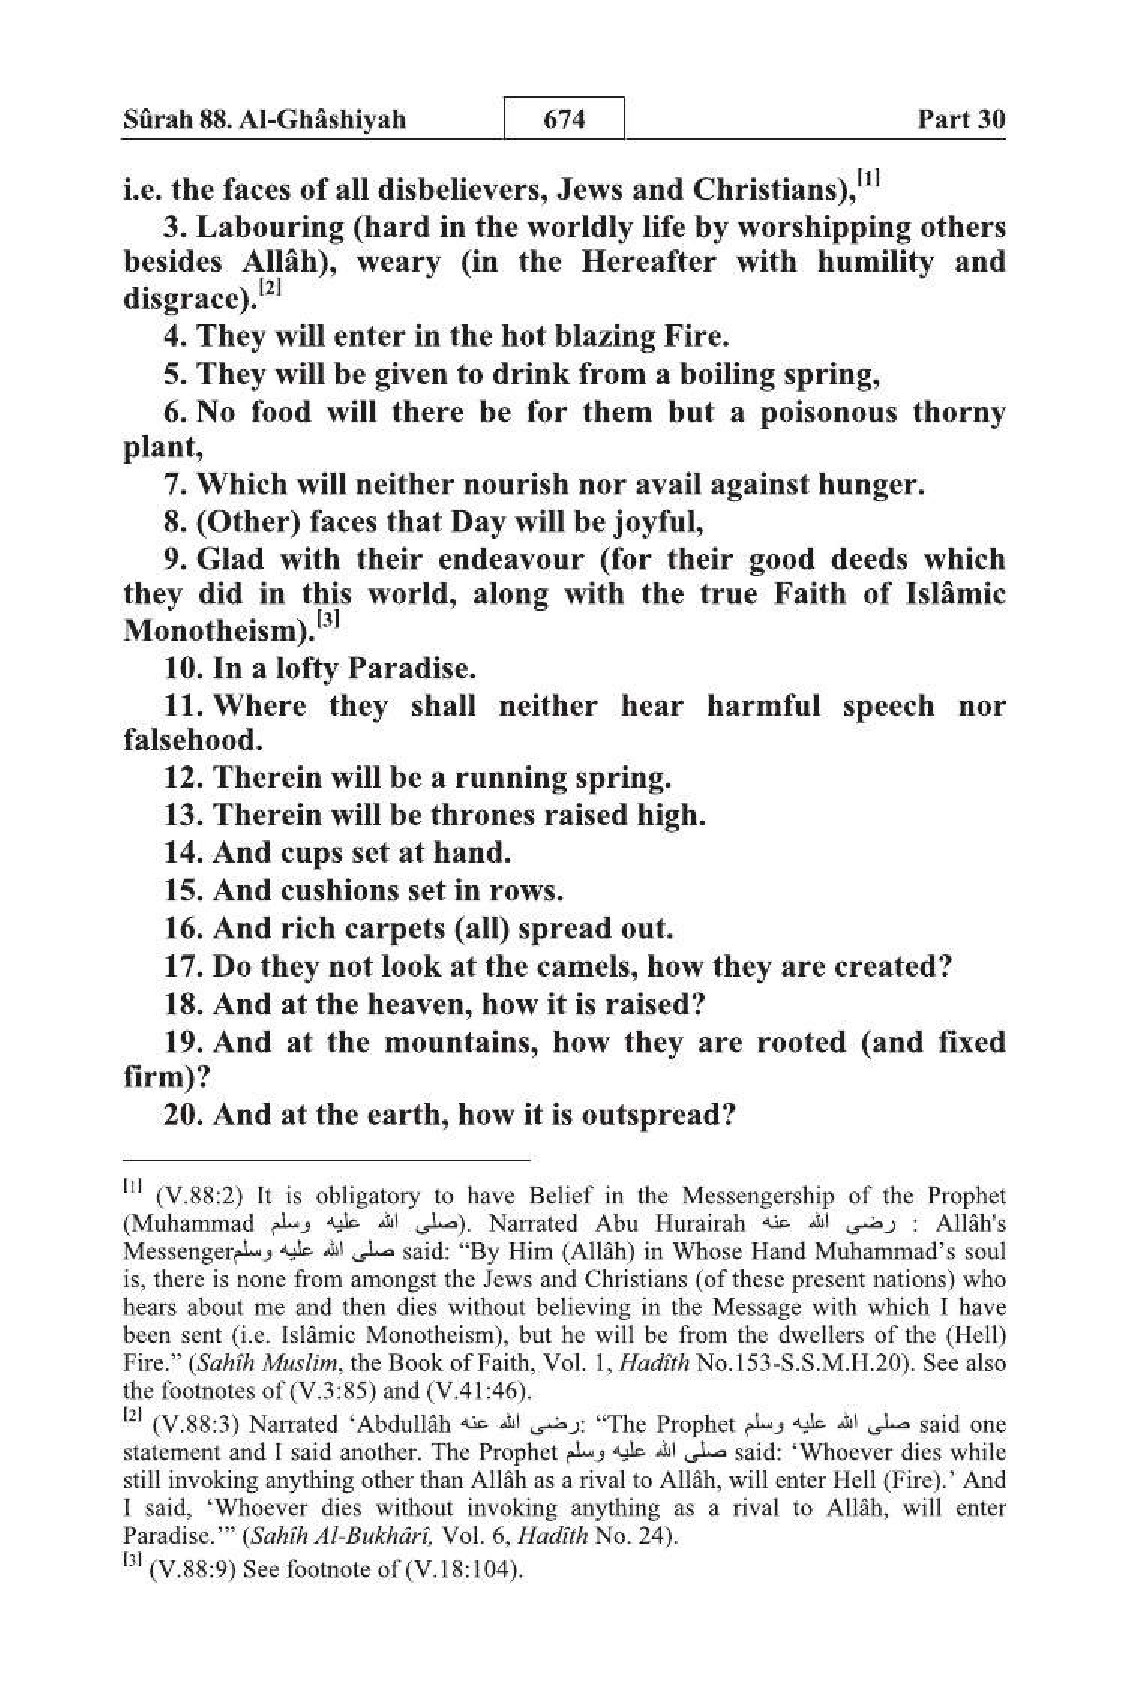 Sûrah 88. Al-Ghâshiyah 674 Part 30
i.e. the faces of all disbelievers, Jews and Christians),[1]
3. Labouring (hard in the worldly life by worshipping others
besides Allâh), weary (in the Hereafter with humility and
disgrace).[2]
4. They will enter in the hot blazing Fire.
5. They will be given to drink from a boiling spring,
6. No food will there be for them but a poisonous thorny
plant,
7. Which will neither nourish nor avail against hunger.
8. (Other) faces that Day will be joyful,
9. Glad with their endeavour (for their good deeds which
they did in this world, along with the true Faith of Islâmic
Monotheism).[3]
10. In a lofty Paradise.
11. Where they shall neither hear harmful speech nor
falsehood.
12. Therein will be a running spring.
13. Therein will be thrones raised high.
14. And cups set at hand.
15. And cushions set in rows.
16. And rich carpets (all) spread out.
17. Do they not look at the camels, how they are created?
18. And at the heaven, how it is raised?
19. And at the mountains, how they are rooted (and fixed
firm)?
20. And at the earth, how it is outspread?
[1] (V.88:2) It is obligatory to have Belief in the Messengership of the Prophet
(Muhammad صلى الله عليه وسلم). Narrated Abu Hurairah رضى الله عنه : Allâh's
Messenger صلى الله عليه وسلم said: “By Him (Allâh) in Whose Hand Muhammad’s soul
is, there is none from amongst the Jews and Christians (of these present nations) who
hears about me and then dies without believing in the Message with which I have
been sent (i.e. Islâmic Monotheism), but he will be from the dwellers of the (Hell)
Fire.” (Sahîh Muslim, the Book of Faith, Vol. 1, Hadîth No.153-S.S.M.H.20). See also
the footnotes of (V.3:85) and (V.41:46).
[2] (V.88:3) Narrated ‘Abdullâh رضى الله عنه: “The Prophet صلى الله عليه وسلم said one
statement and I said another. The Prophet صلى الله عليه وسلم said: ‘Whoever dies while
still invoking anything other than Allâh as a rival to Allâh, will enter Hell (Fire).’ And
I said, ‘Whoever dies without invoking anything as a rival to Allâh, will enter
Paradise.’” (Sahîh Al-Bukhârî, Vol. 6, Hadîth No. 24).
[3] (V.88:9) See footnote of (V.18:104).